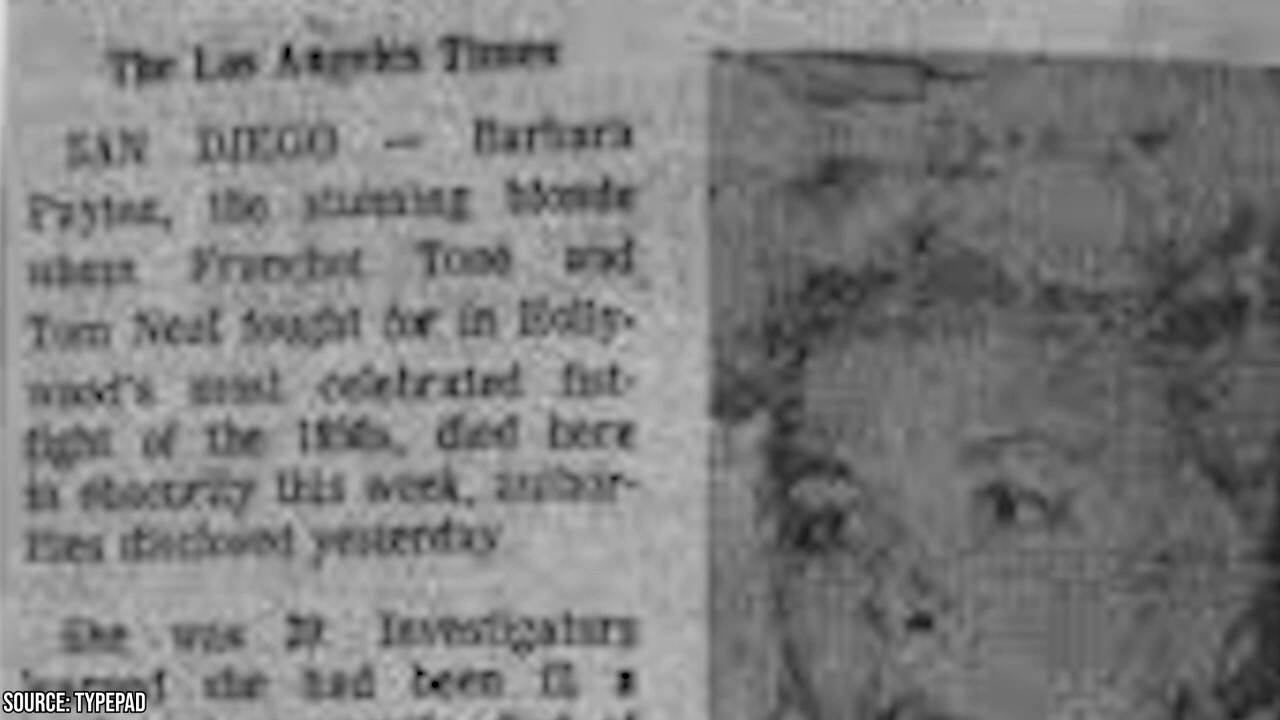 The Los Angeles Times
SAN DIEGO — Barbara
Payton, the stunning blonde
whom Franchot Tone and
Tom Neal fought for in Holly-
wood's most celebrated fist-
fight of the 1950s, died here
in obscurity this week, author-
ities disclosed yesterday
She was 39. Investigators
learned she had been ill a
SOURCE: TYPEPAD